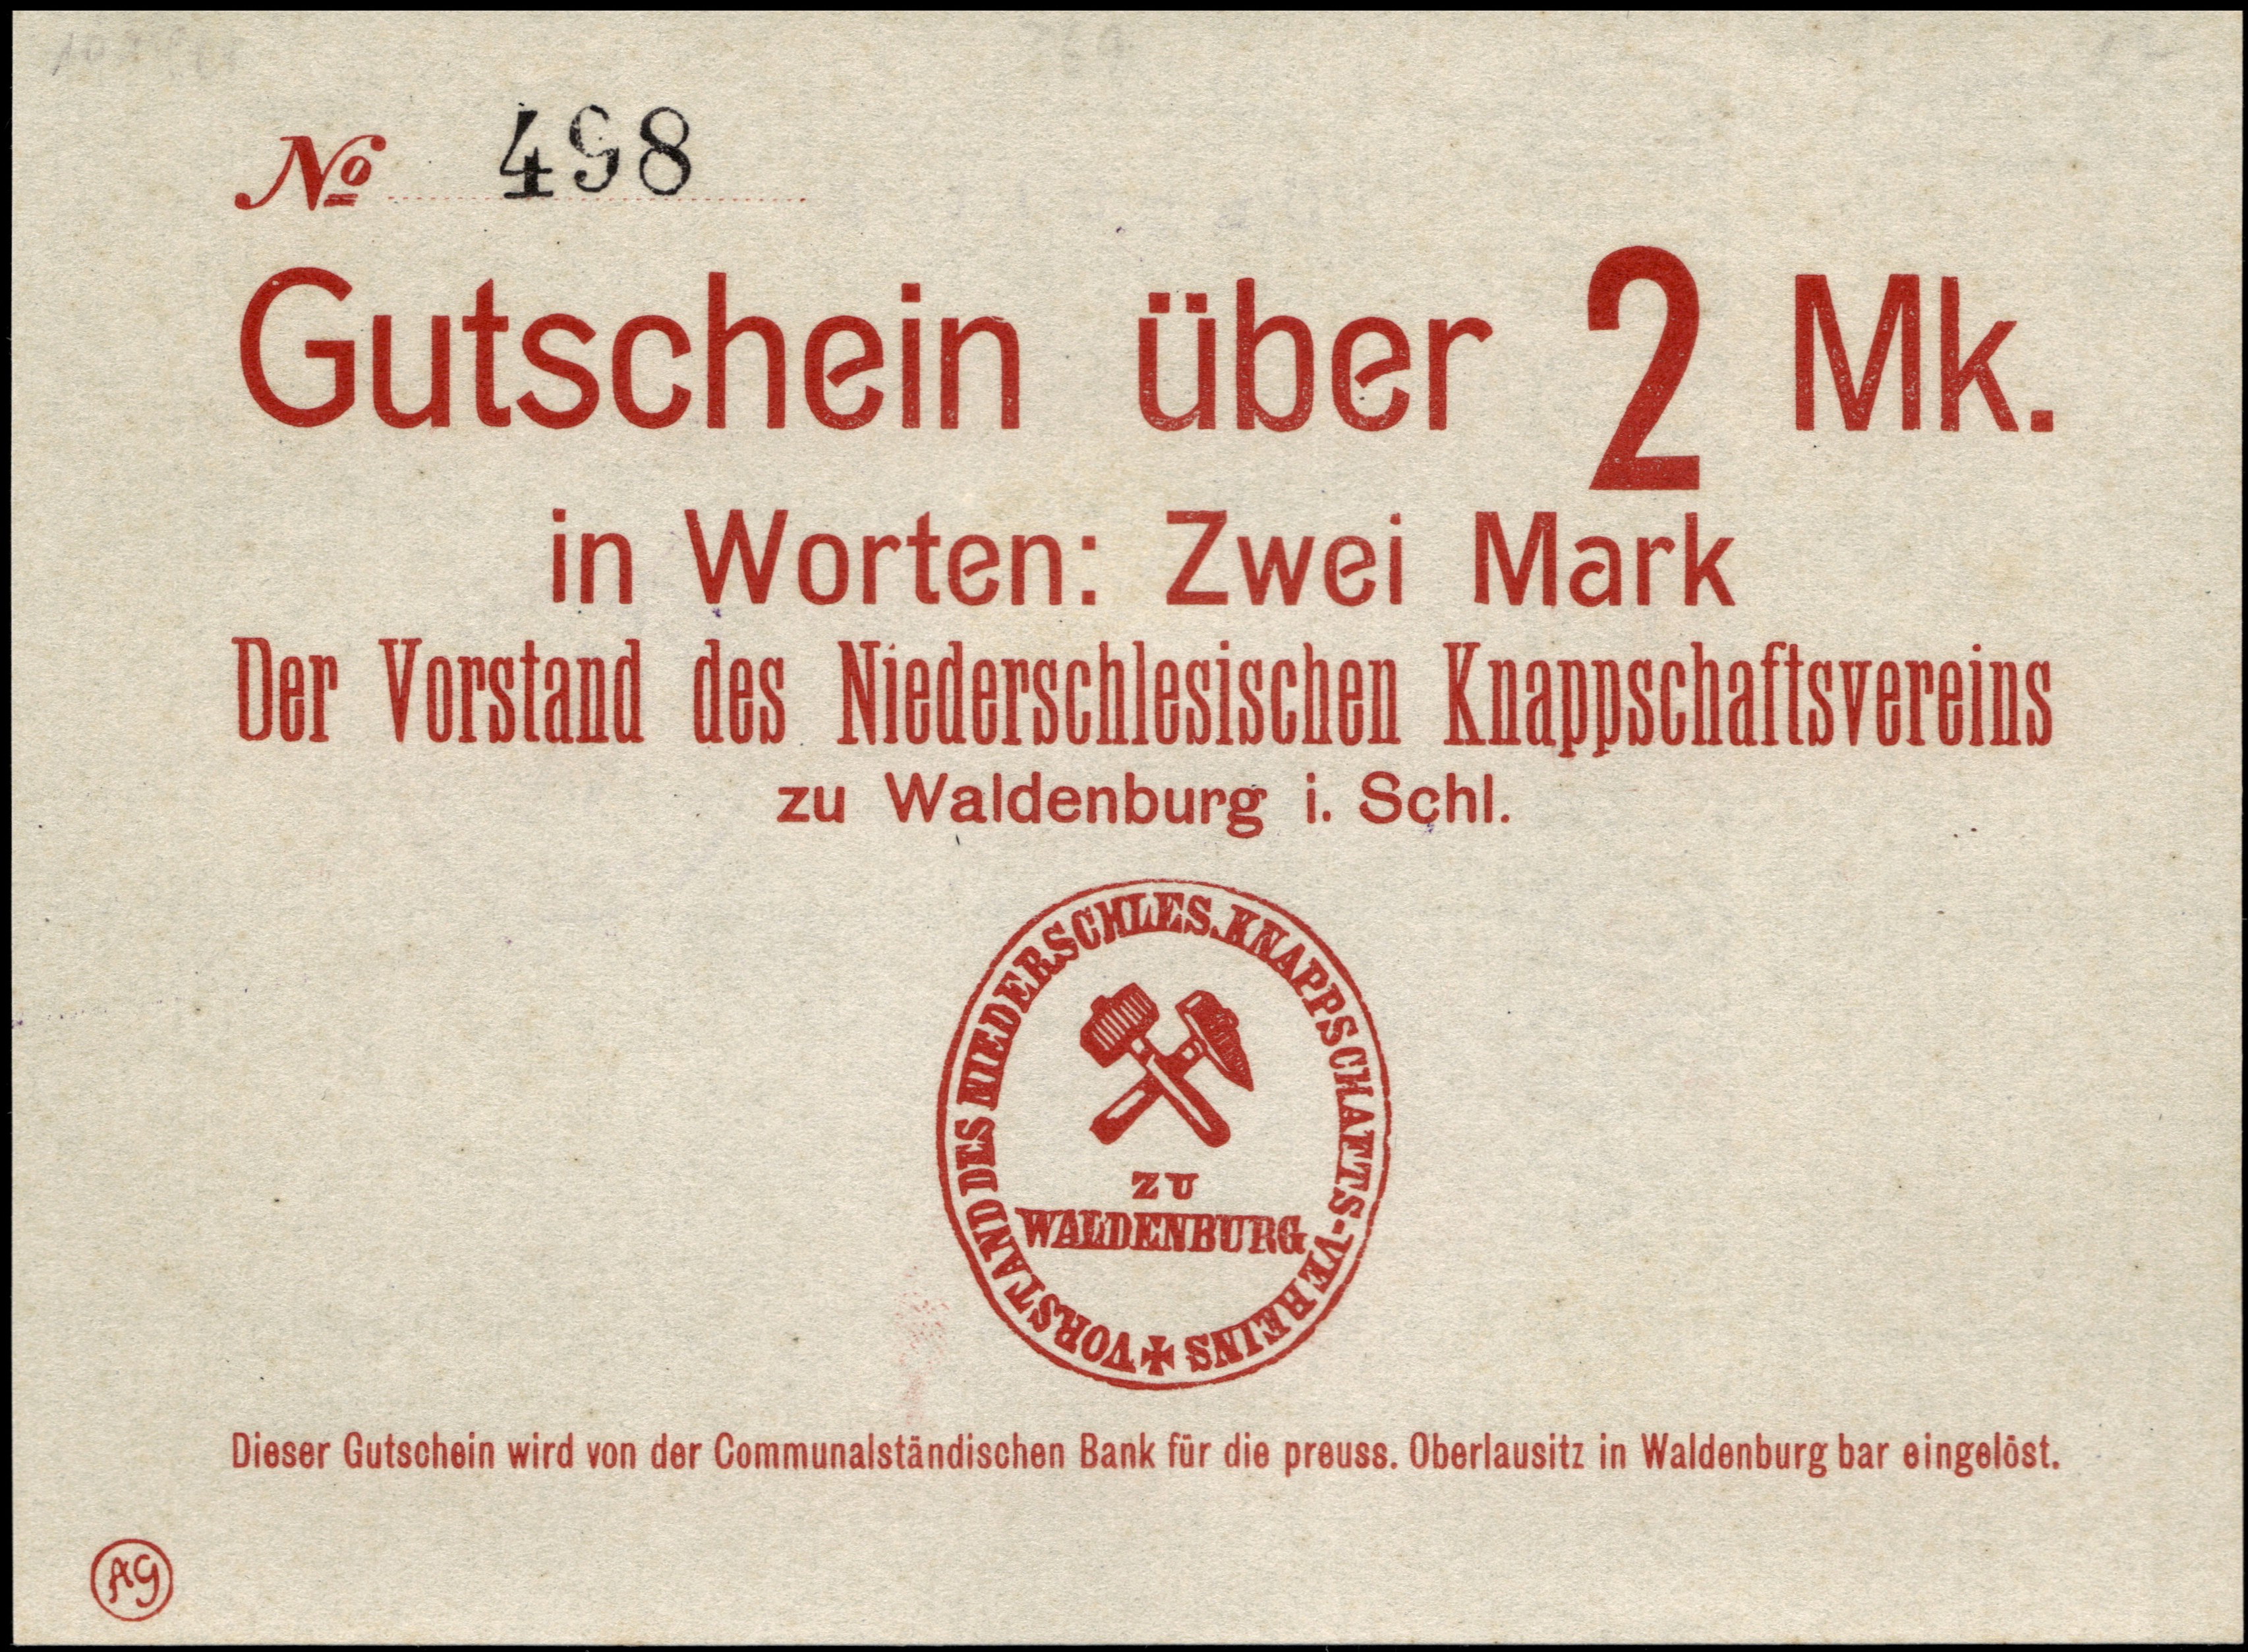 № 498
Gutschein über 2 Mk.
in Worten: Zwei Mark
Der Vorstand des Niederschlesischen Knappschaftsvereins
zu Waldenburg i. Schl.
VORSTAND DES NIEDERSCHLES. KNAPPSCHAFTS-VEREINS
ZU
WALDENBURG
Dieser Gutschein wird von der Communalständischen Bank für die preuss. Oberlausitz in Waldenburg bar eingelöst.
AG